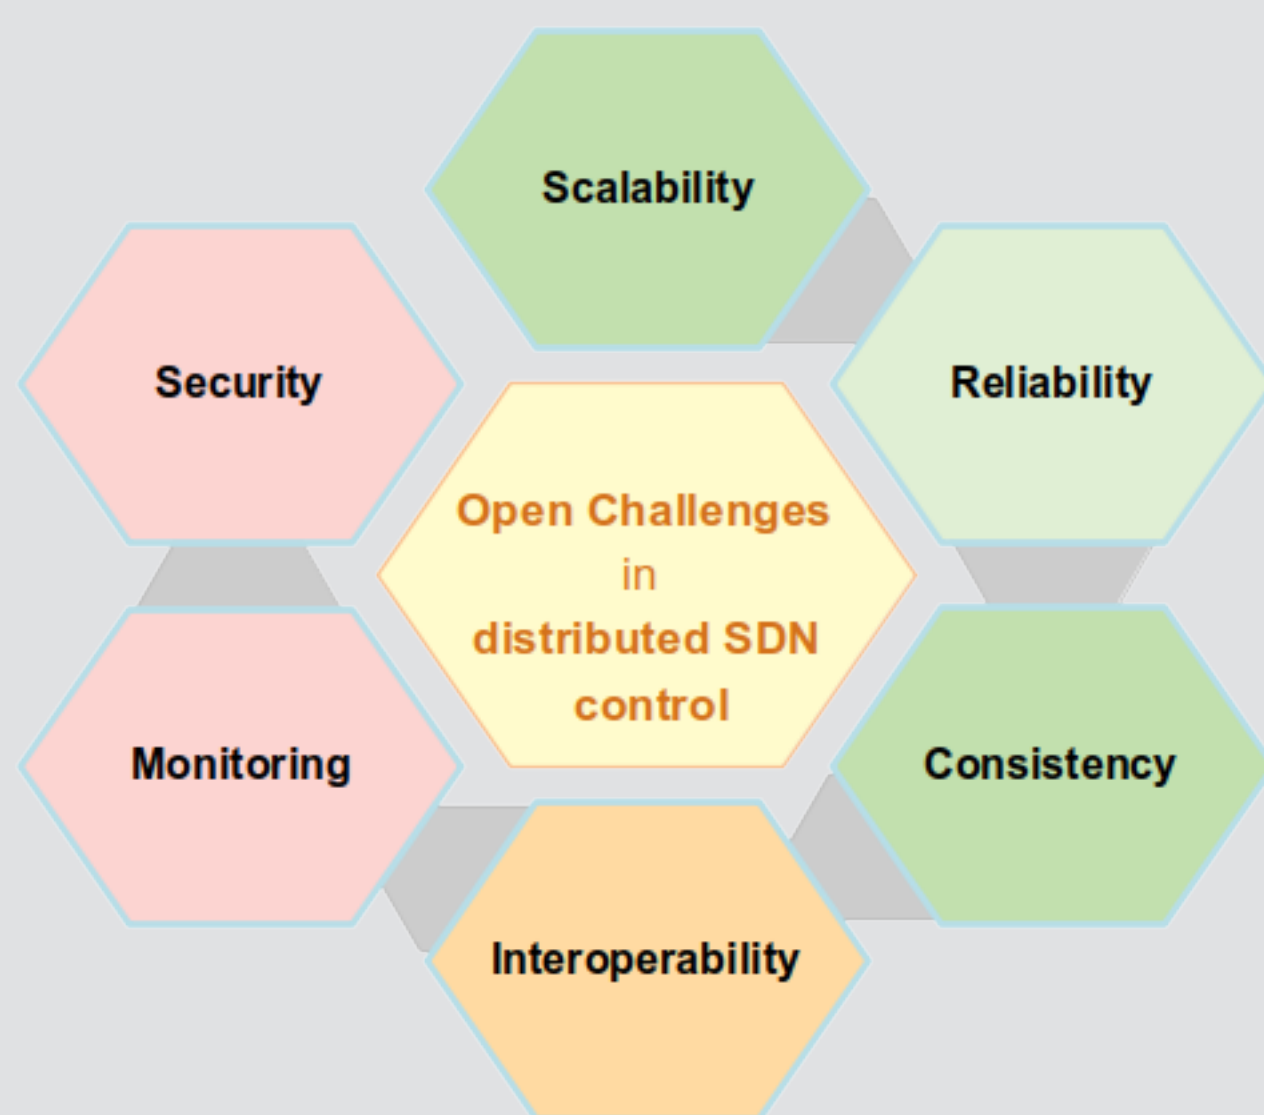 Scalability
Security
Reliability
Open Challenges
in
distributed SDN
control
Monitoring
Consistency
Interoperability